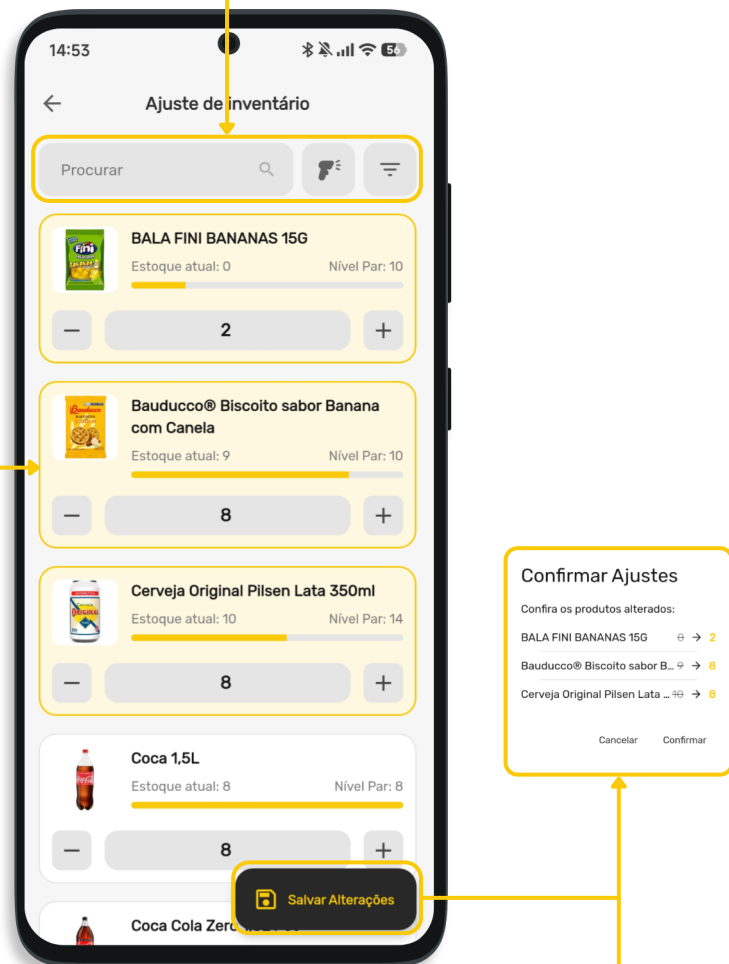 14:53
56
Ajuste de inventário
Procurar
BALA FINI BANANAS 15G
Estoque atual: 0 Nível Par: 10
2
Bauducco® Biscoito sabor Banana
com Canela
Estoque atual: 9 Nível Par: 10
8
Cerveja Original Pilsen Lata 350ml
Estoque atual: 10 Nível Par: 14
8
Coca 1,5L
Estoque atual: 8 Nível Par: 8
8
Salvar Alterações
Coca Cola Zero
Confirmar Ajustes
Confira os produtos alterados:
BALA FINI BANANAS 15G 0 → 2
Bauducco® Biscoito sabor B... 9 → 8
Cerveja Original Pilsen Lata ... 10 → 8
Cancelar Confirmar